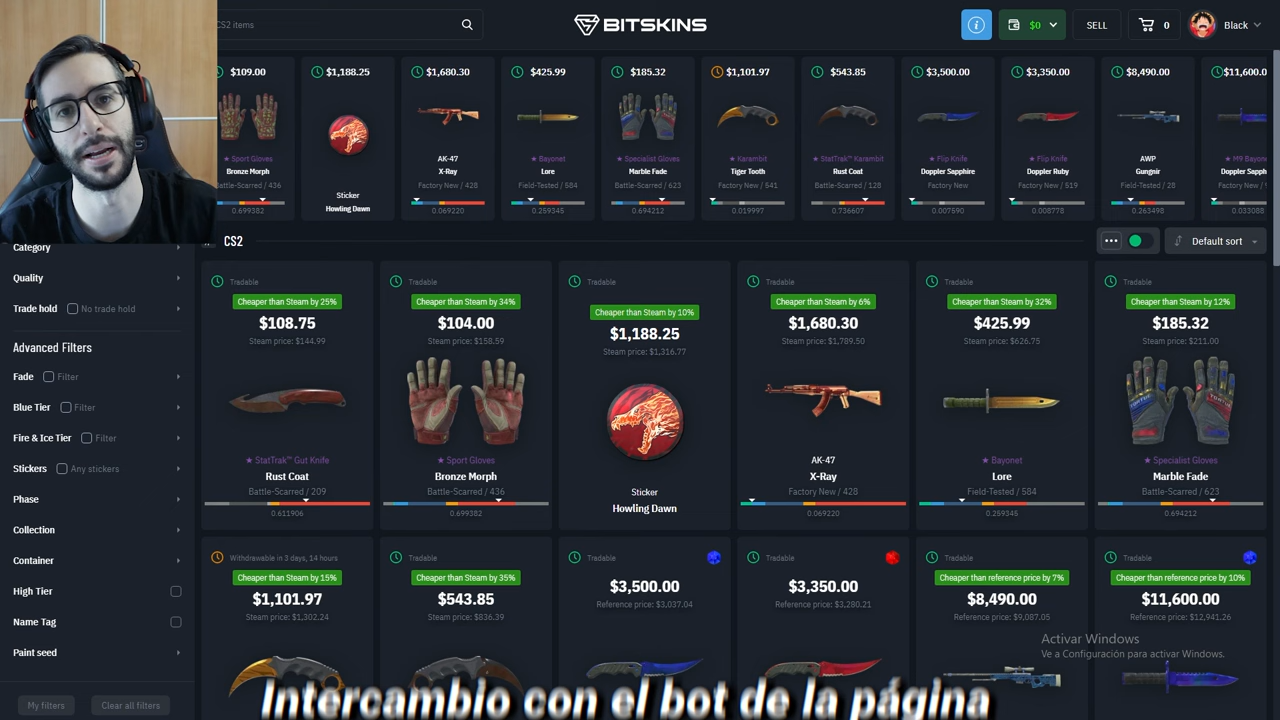 CS2 items
BITSKINS
$0
SELL
0
Black
$109.00
★ Sport Gloves
Bronze Morph
Battle-Scarred / 436
0.699382
$1,188.25
Sticker
Howling Dawn
$1,680.30
AK-47
X-Ray
Factory New / 428
0.069220
$425.99
★ Bayonet
Lore
Field-Tested / 584
0.259345
$185.32
★ Specialist Gloves
Marble Fade
Battle-Scarred / 623
0.694212
$1,101.97
★ Karambit
Tiger Tooth
Factory New / 541
0.019997
$543.85
★ StatTrak™ Karambit
Rust Coat
Battle-Scarred / 128
0.736607
$3,500.00
★ Flip Knife
Doppler Sapphire
Factory New
0.007590
$3,350.00
★ Flip Knife
Doppler Ruby
Factory New / 519
0.008778
$8,490.00
AWP
Gungnir
Field-Tested / 28
0.263498
$11,600.0
★ M9 Bayon
Doppler Sapph
Factory New /
0.033088
CS2
Default sort
Category
Quality
Trade hold
No trade hold
Advanced Filters
Fade
Filter
Blue Tier
Filter
Fire & Ice Tier
Filter
Stickers
Any stickers
Phase
Collection
Container
High Tier
Name Tag
Paint seed
My filters
Clear all filters
Tradable
Cheaper than Steam by 25%
$108.75
Steam price: $144.99
★ StatTrak™ Gut Knife
Rust Coat
Battle-Scarred / 209
0.611906
Tradable
Cheaper than Steam by 34%
$104.00
Steam price: $158.59
★ Sport Gloves
Bronze Morph
Battle-Scarred / 436
0.699382
Tradable
Cheaper than Steam by 10%
$1,188.25
Steam price: $1,316.77
Sticker
Howling Dawn
Tradable
Cheaper than Steam by 6%
$1,680.30
Steam price: $1,789.50
AK-47
X-Ray
Factory New / 428
0.069220
Tradable
Cheaper than Steam by 32%
$425.99
Steam price: $626.75
★ Bayonet
Lore
Field-Tested / 584
0.259345
Tradable
Cheaper than Steam by 12%
$185.32
Steam price: $211.00
★ Specialist Gloves
Marble Fade
Battle-Scarred / 623
0.694212
Withdrawable in 3 days, 14 hours
Cheaper than Steam by 15%
$1,101.97
Steam price: $1,302.24
Tradable
Cheaper than Steam by 35%
$543.85
Steam price: $836.39
Tradable
$3,500.00
Reference price: $3,037.04
Tradable
$3,350.00
Reference price: $3,280.21
Tradable
Cheaper than reference price by 7%
$8,490.00
Reference price: $9,087.05
Tradable
Cheaper than reference price by 10%
$11,600.00
Reference price: $12,941.26
Activar Windows
Ve a Configuración para activar Windows.
Intercambio con el bot de la página